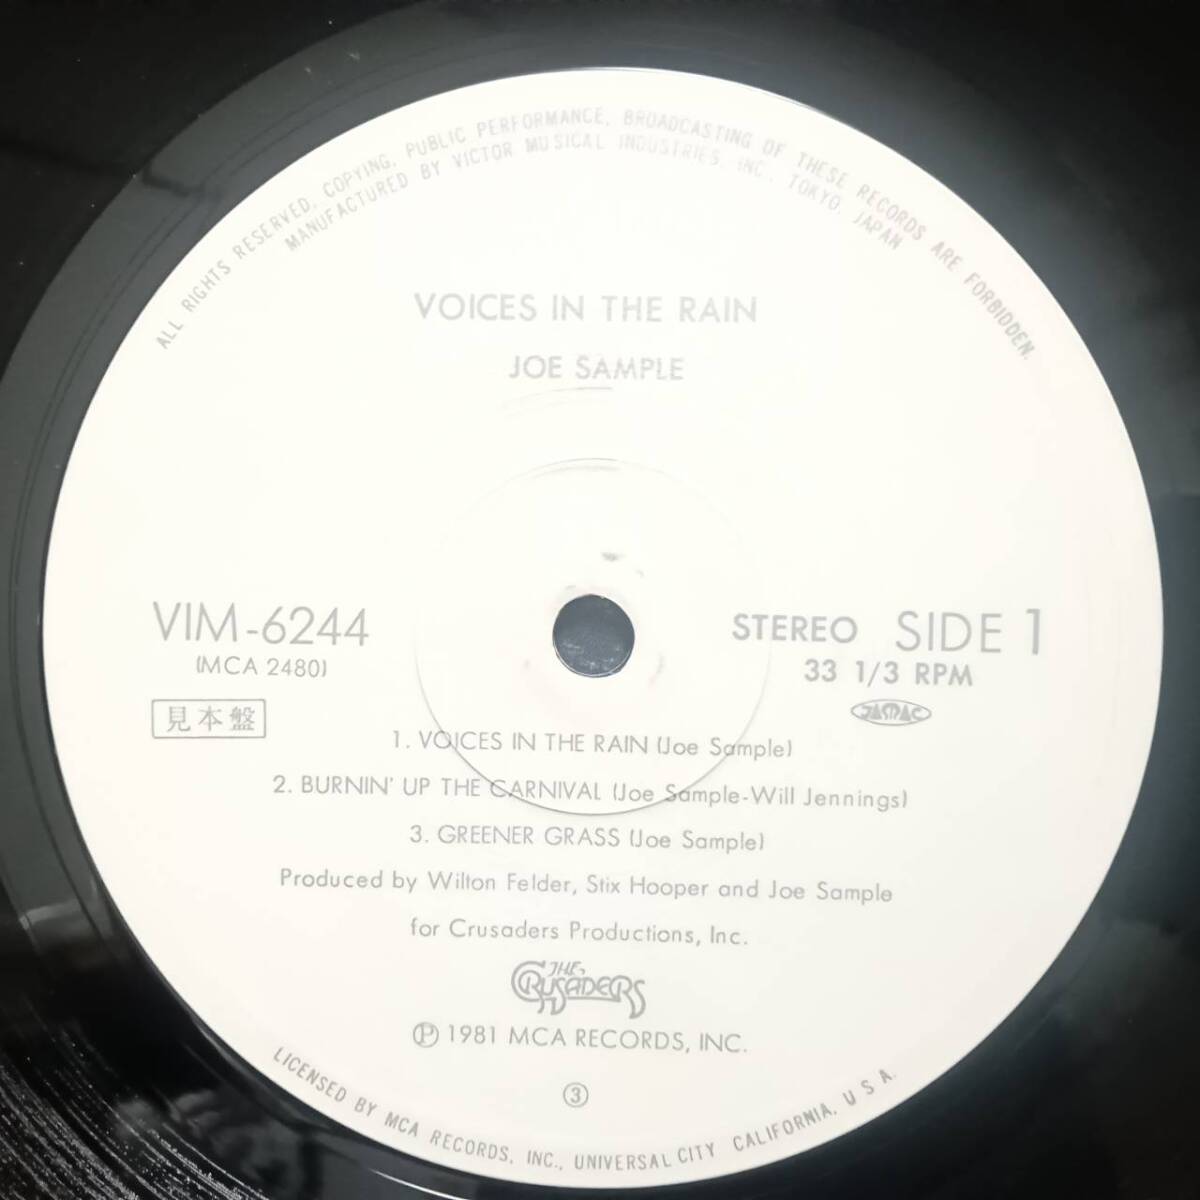 ALL RIGHTS RESERVED. COPYING, PUBLIC PERFORMANCE, BROADCASTING OF THESE RECORDS ARE FORBIDDEN.
MANUFACTURED BY VICTOR MUSICAL INDUSTRIES, INC., TOKYO, JAPAN
VOICES IN THE RAIN
JOE SAMPLE
VIM-6244
(MCA 2480)
見本盤
STEREO SIDE 1
33 1/3 RPM
JASRAC
1. VOICES IN THE RAIN (Joe Sample)
2. BURNIN' UP THE CARNIVAL (Joe Sample-Will Jennings)
3. GREENER GRASS (Joe Sample)
Produced by Wilton Felder, Stix Hooper and Joe Sample
for Crusaders Productions, Inc.
THE CRUSADERS
Ⓟ 1981 MCA RECORDS, INC.
③
LICENSED BY MCA RECORDS, INC., UNIVERSAL CITY CALIFORNIA, U S A.